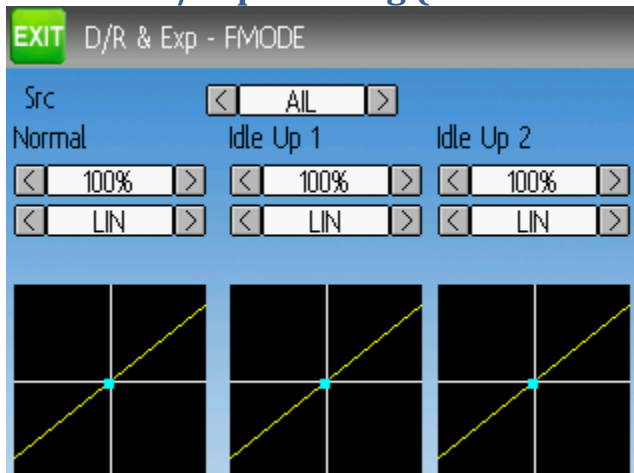 EXIT D/R & Exp - FMODE
Src < AIL >
Normal Idle Up 1 Idle Up 2
< 100% > < 100% > < 100% >
< LIN > < LIN > < LIN >